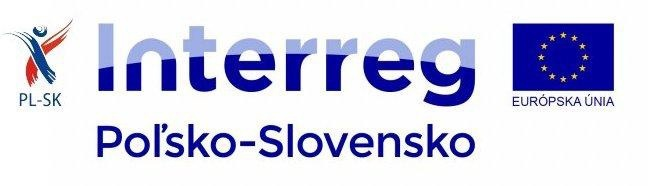 PL-SK
Interreg
EURÓPSKA ÚNIA
Poľsko-Slovensko